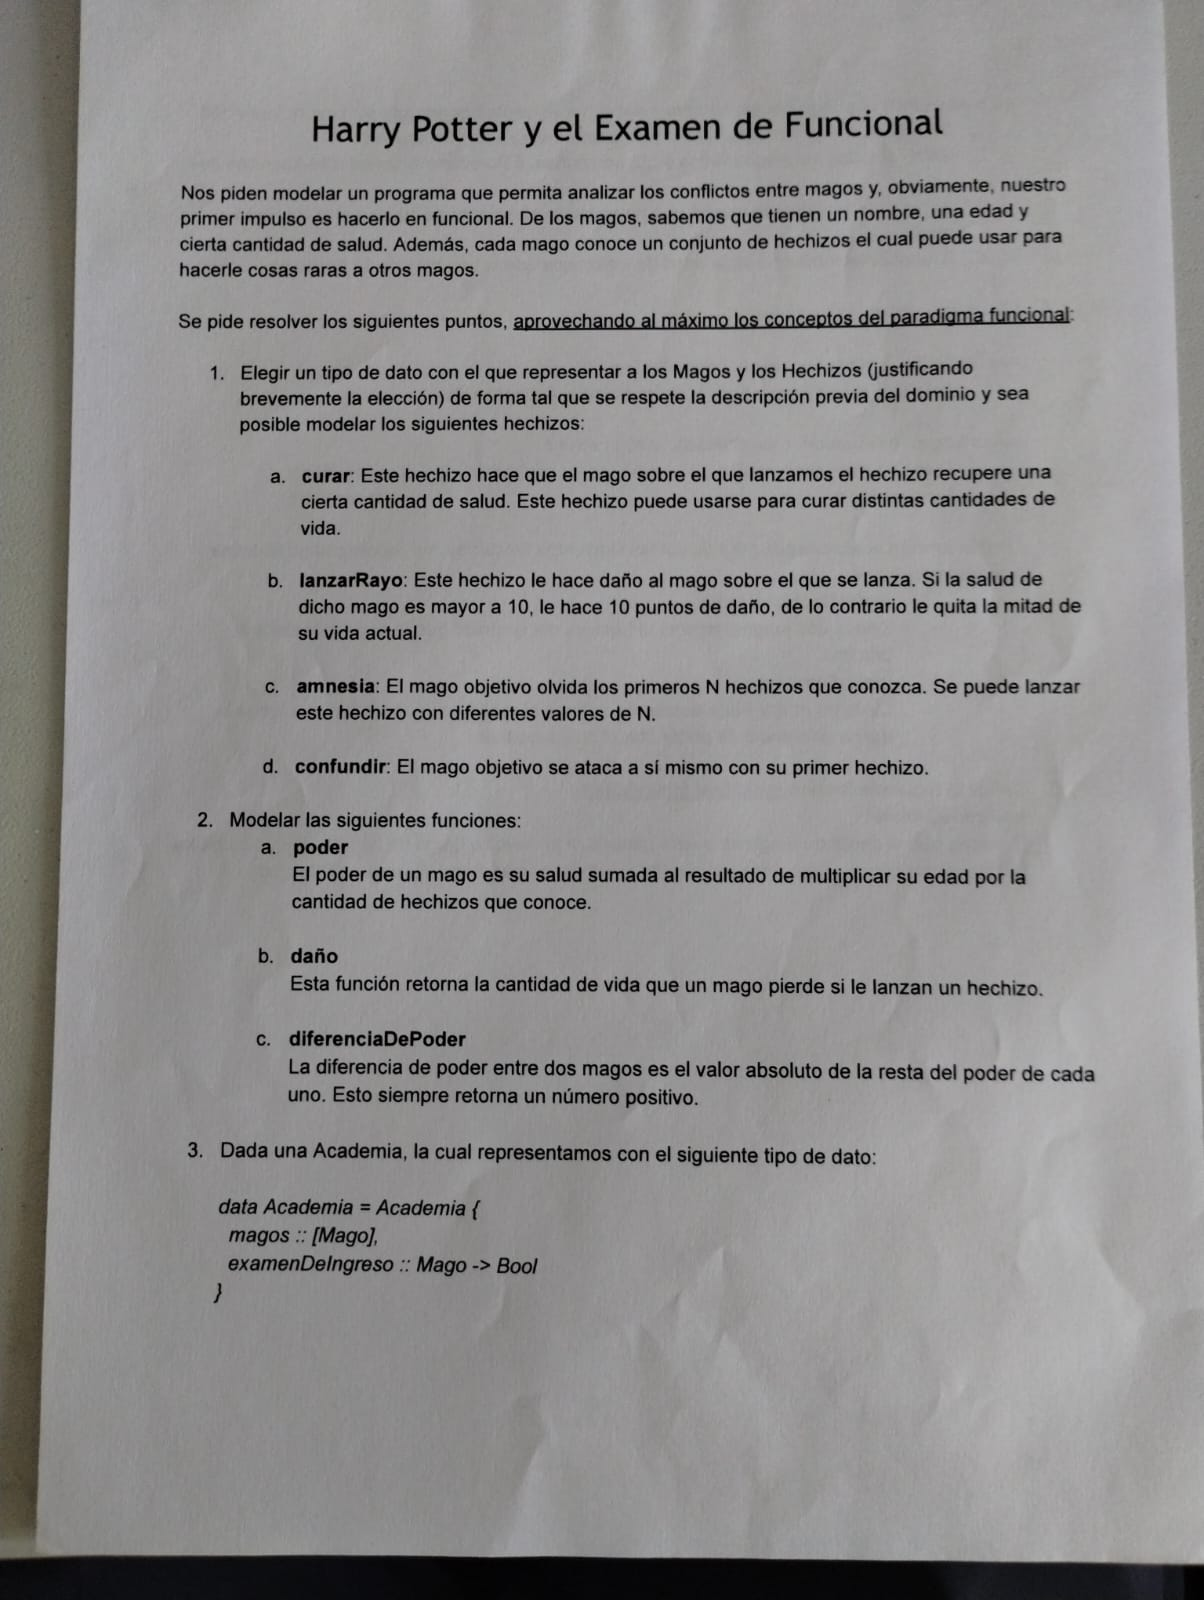 Harry Potter y el Examen de Funcional
Nos piden modelar un programa que permita analizar los conflictos entre magos y, obviamente, nuestro
primer impulso es hacerlo en funcional. De los magos, sabemos que tienen un nombre, una edad y
cierta cantidad de salud. Además, cada mago conoce un conjunto de hechizos el cual puede usar para
hacerle cosas raras a otros magos.
Se pide resolver los siguientes puntos, aprovechando al máximo los conceptos del paradigma funcional:
1. Elegir un tipo de dato con el que representar a los Magos y los Hechizos (justificando
brevemente la elección) de forma tal que se respete la descripción previa del dominio y sea
posible modelar los siguientes hechizos:
a. curar: Este hechizo hace que el mago sobre el que lanzamos el hechizo recupere una
cierta cantidad de salud. Este hechizo puede usarse para curar distintas cantidades de
vida.
b. lanzarRayo: Este hechizo le hace daño al mago sobre el que se lanza. Si la salud de
dicho mago es mayor a 10, le hace 10 puntos de daño, de lo contrario le quita la mitad de
su vida actual.
c. amnesia: El mago objetivo olvida los primeros N hechizos que conozca. Se puede lanzar
este hechizo con diferentes valores de N.
d. confundir: El mago objetivo se ataca a sí mismo con su primer hechizo.
2. Modelar las siguientes funciones:
a. poder
El poder de un mago es su salud sumada al resultado de multiplicar su edad por la
cantidad de hechizos que conoce.
b. daño
Esta función retorna la cantidad de vida que un mago pierde si le lanzan un hechizo.
c. diferenciaDePoder
La diferencia de poder entre dos magos es el valor absoluto de la resta del poder de cada
uno. Esto siempre retorna un número positivo.
3. Dada una Academia, la cual representamos con el siguiente tipo de dato:
data Academia = Academia {
magos :: [Mago],
examenDeIngreso :: Mago -> Bool
}